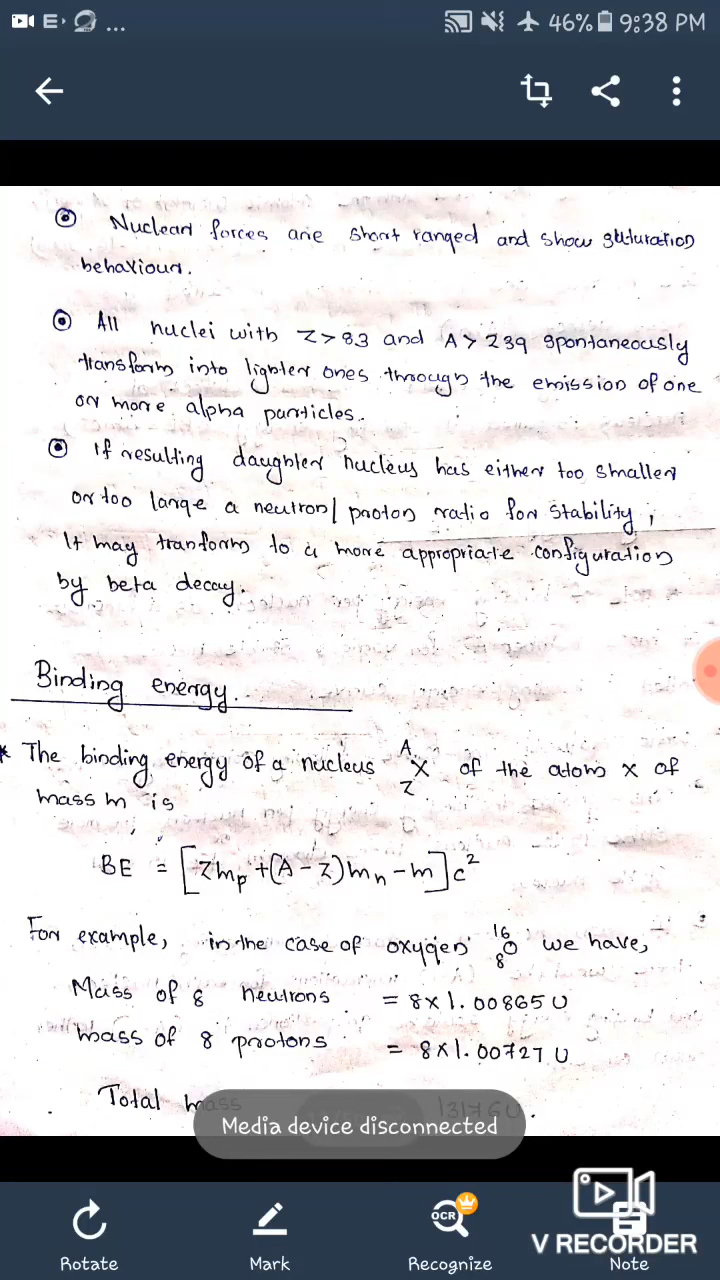 E
...
46%
9:38 PM
Nuclear forces are short ranged and show saturation
behaviour.
All nuclei with Z > 83 and A > 239 spontaneously
transform into lighter ones through the emission of one
or more alpha particles.
If resulting daughter nucleus has either too smaller
or too large a neutron/ proton ratio for stability,
It may tranform to a more appropriate configuration
by beta decay.
Binding energy.
* The binding energy of a nucleus A Z X of the atom x of
mass m is
BE = [Zmp + (A - Z)mn - m]c²
For example, in the case of oxygen 16 8 O we have,
Mass of 8 neutrons = 8 x 1.00865 U
mass of 8 protons = 8 x 1.00727 U
Total mass
Media device disconnected
OCR
Rotate
Mark
Recognize
Note
V RECORDER